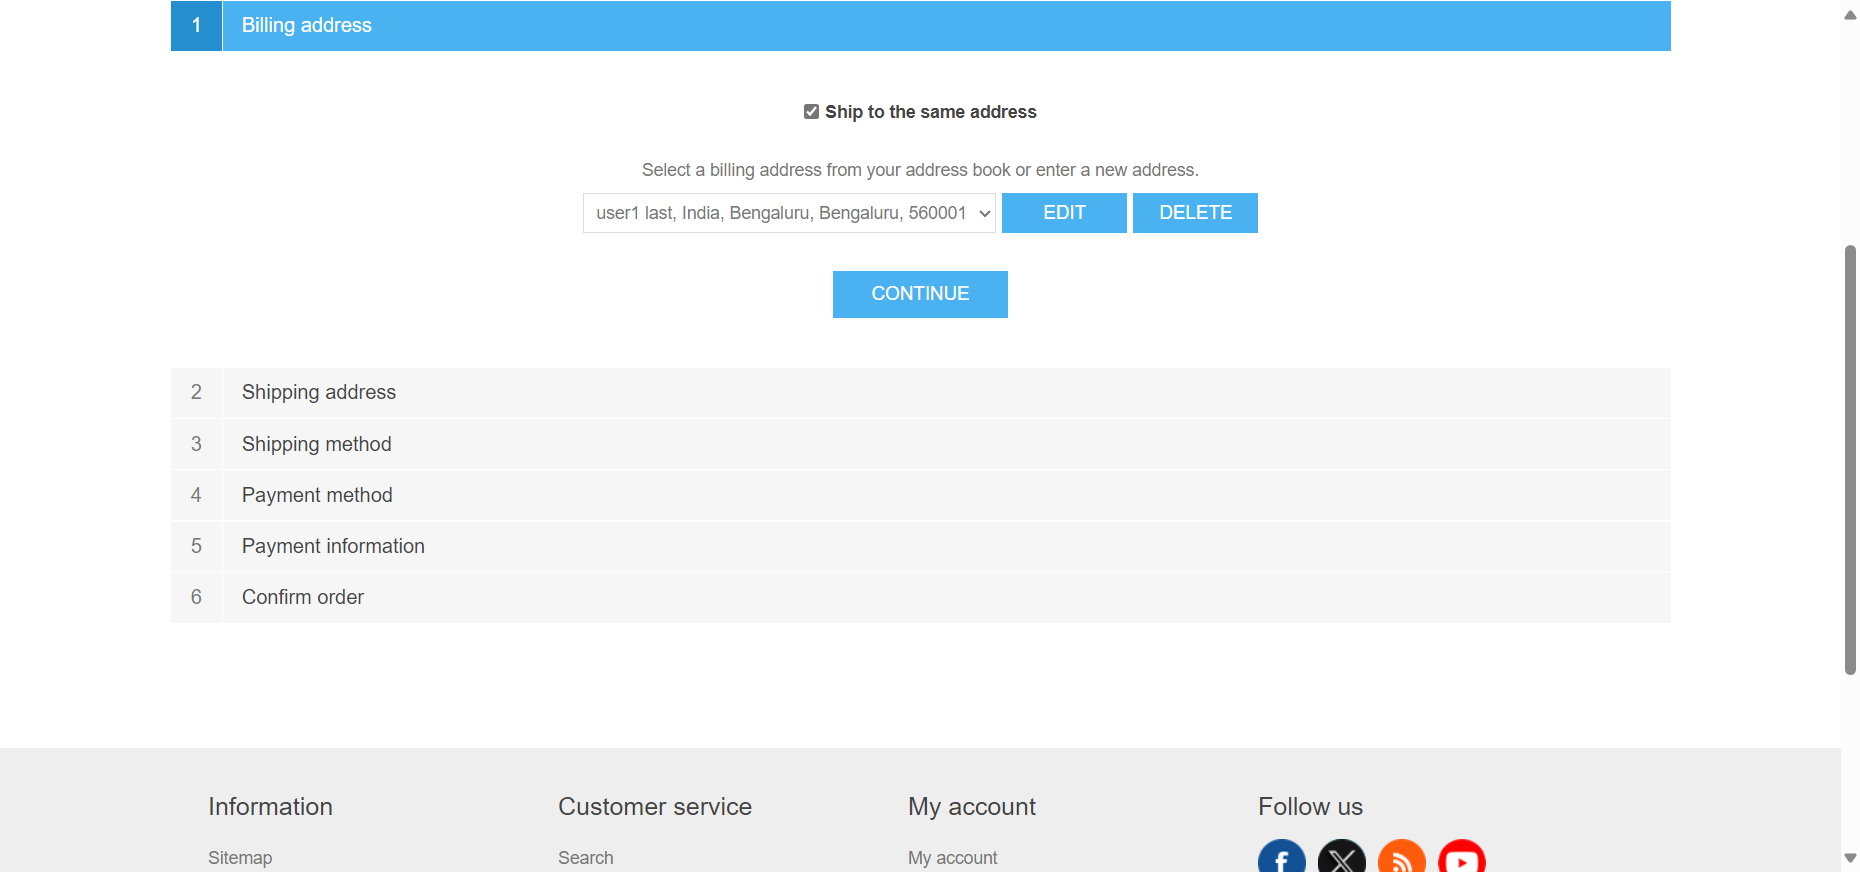 1 Billing address
Ship to the same address
Select a billing address from your address book or enter a new address.
user1 last, India, Bengaluru, Bengaluru, 560001 EDIT DELETE
CONTINUE
2 Shipping address
3 Shipping method
4 Payment method
5 Payment information
6 Confirm order
Information Customer service My account Follow us
Sitemap Search My account